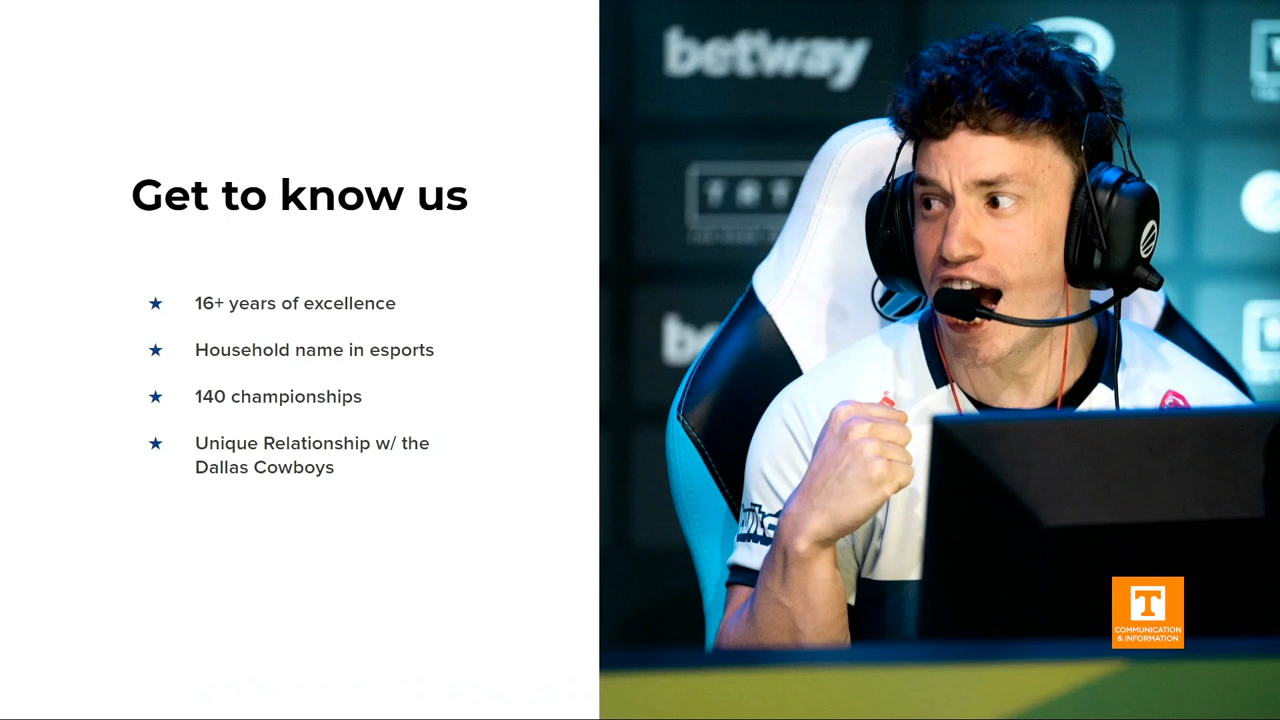 Get to know us
★ 16+ years of excellence
★ Household name in esports
★ 140 championships
★ Unique Relationship w/ the
Dallas Cowboys
betway
T
COMMUNICATION
& INFORMATION